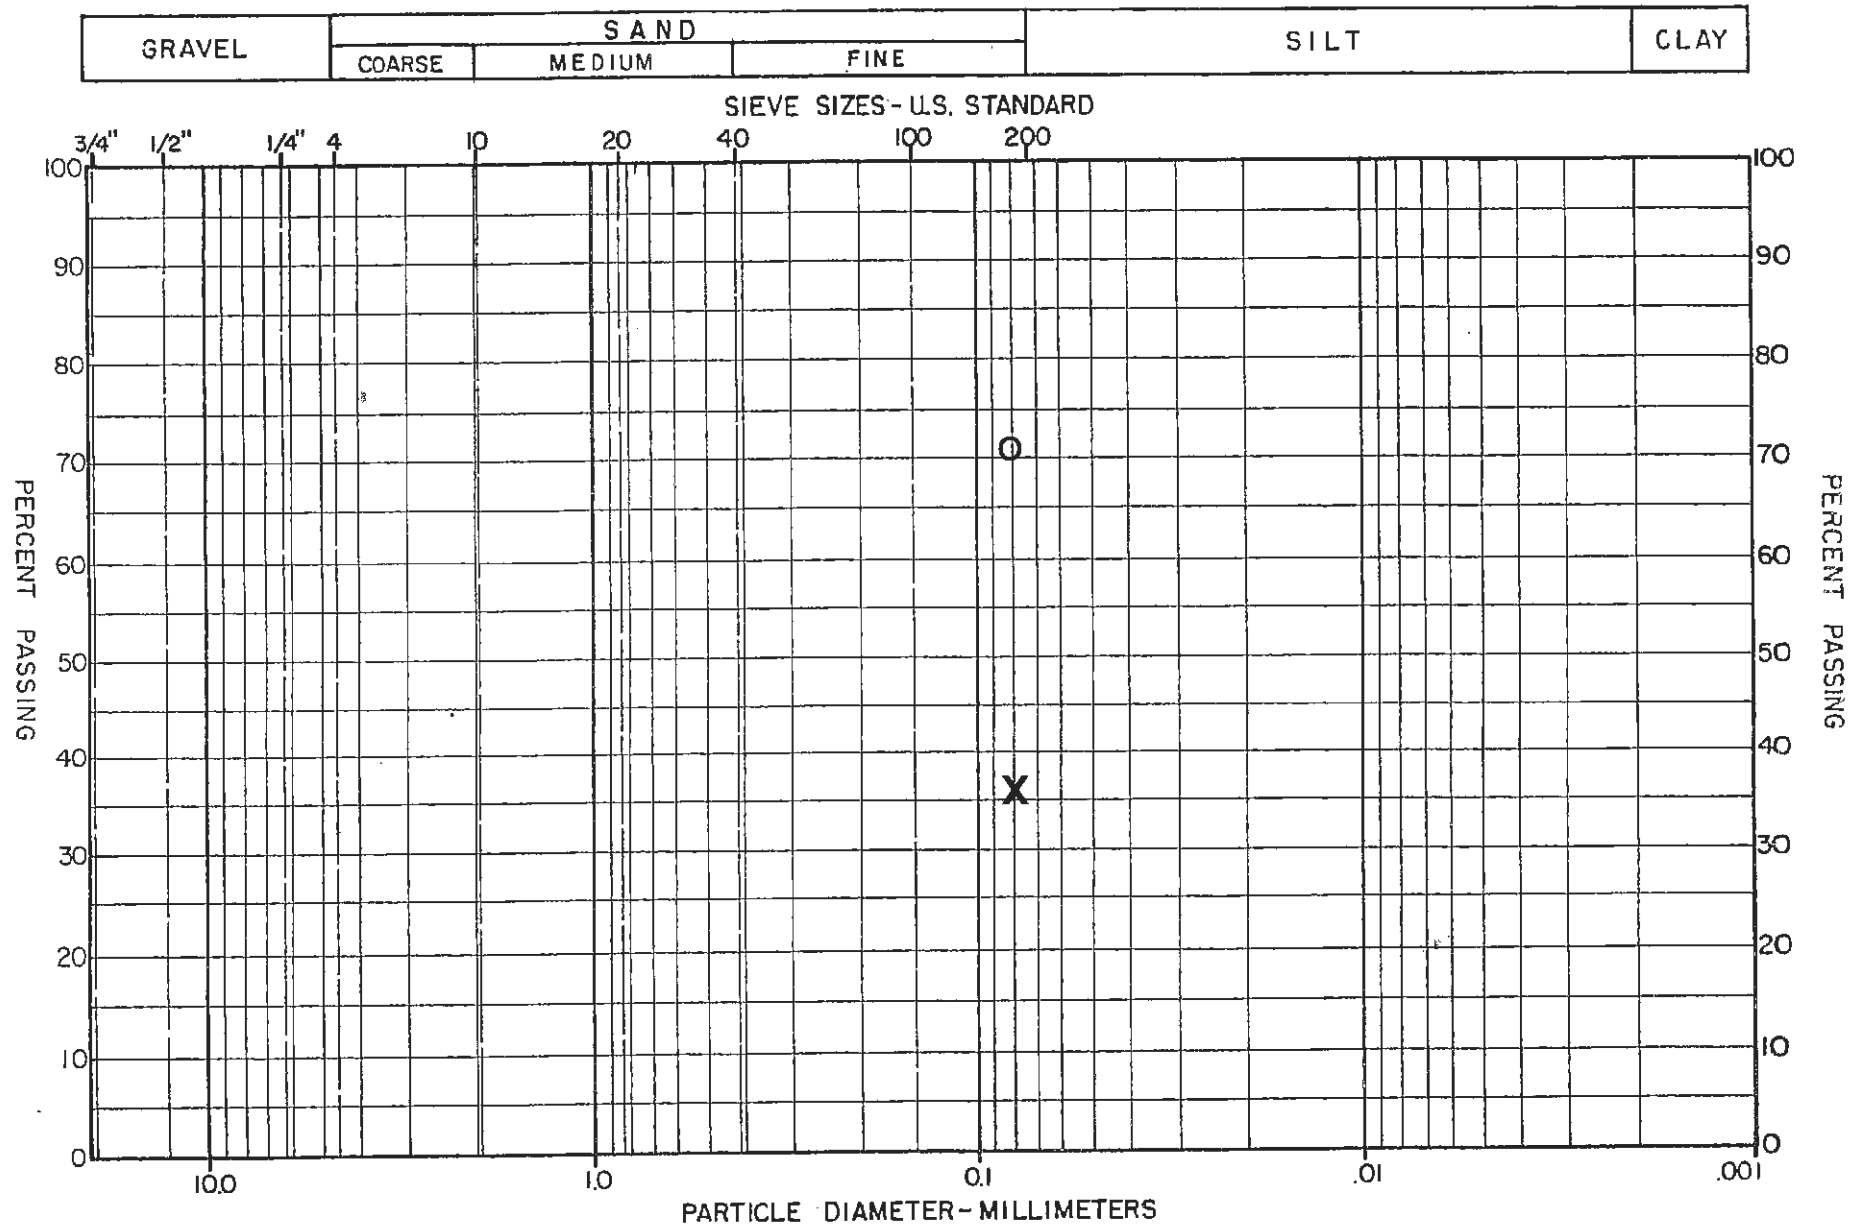 GRAVEL
SAND
SILT
CLAY
COARSE
MEDIUM
FINE
SIEVE SIZES - U.S. STANDARD
3/4" 1/2" 1/4" 4 10 20 40 100 200
100 100
90 90
80 80
O
70 70
60 60
50 50
40 40
X
30 30
20 20
10 10
0 0
10.0 1.0 0.1 .01 .001
PERCENT PASSING
PERCENT PASSING
PARTICLE DIAMETER - MILLIMETERS